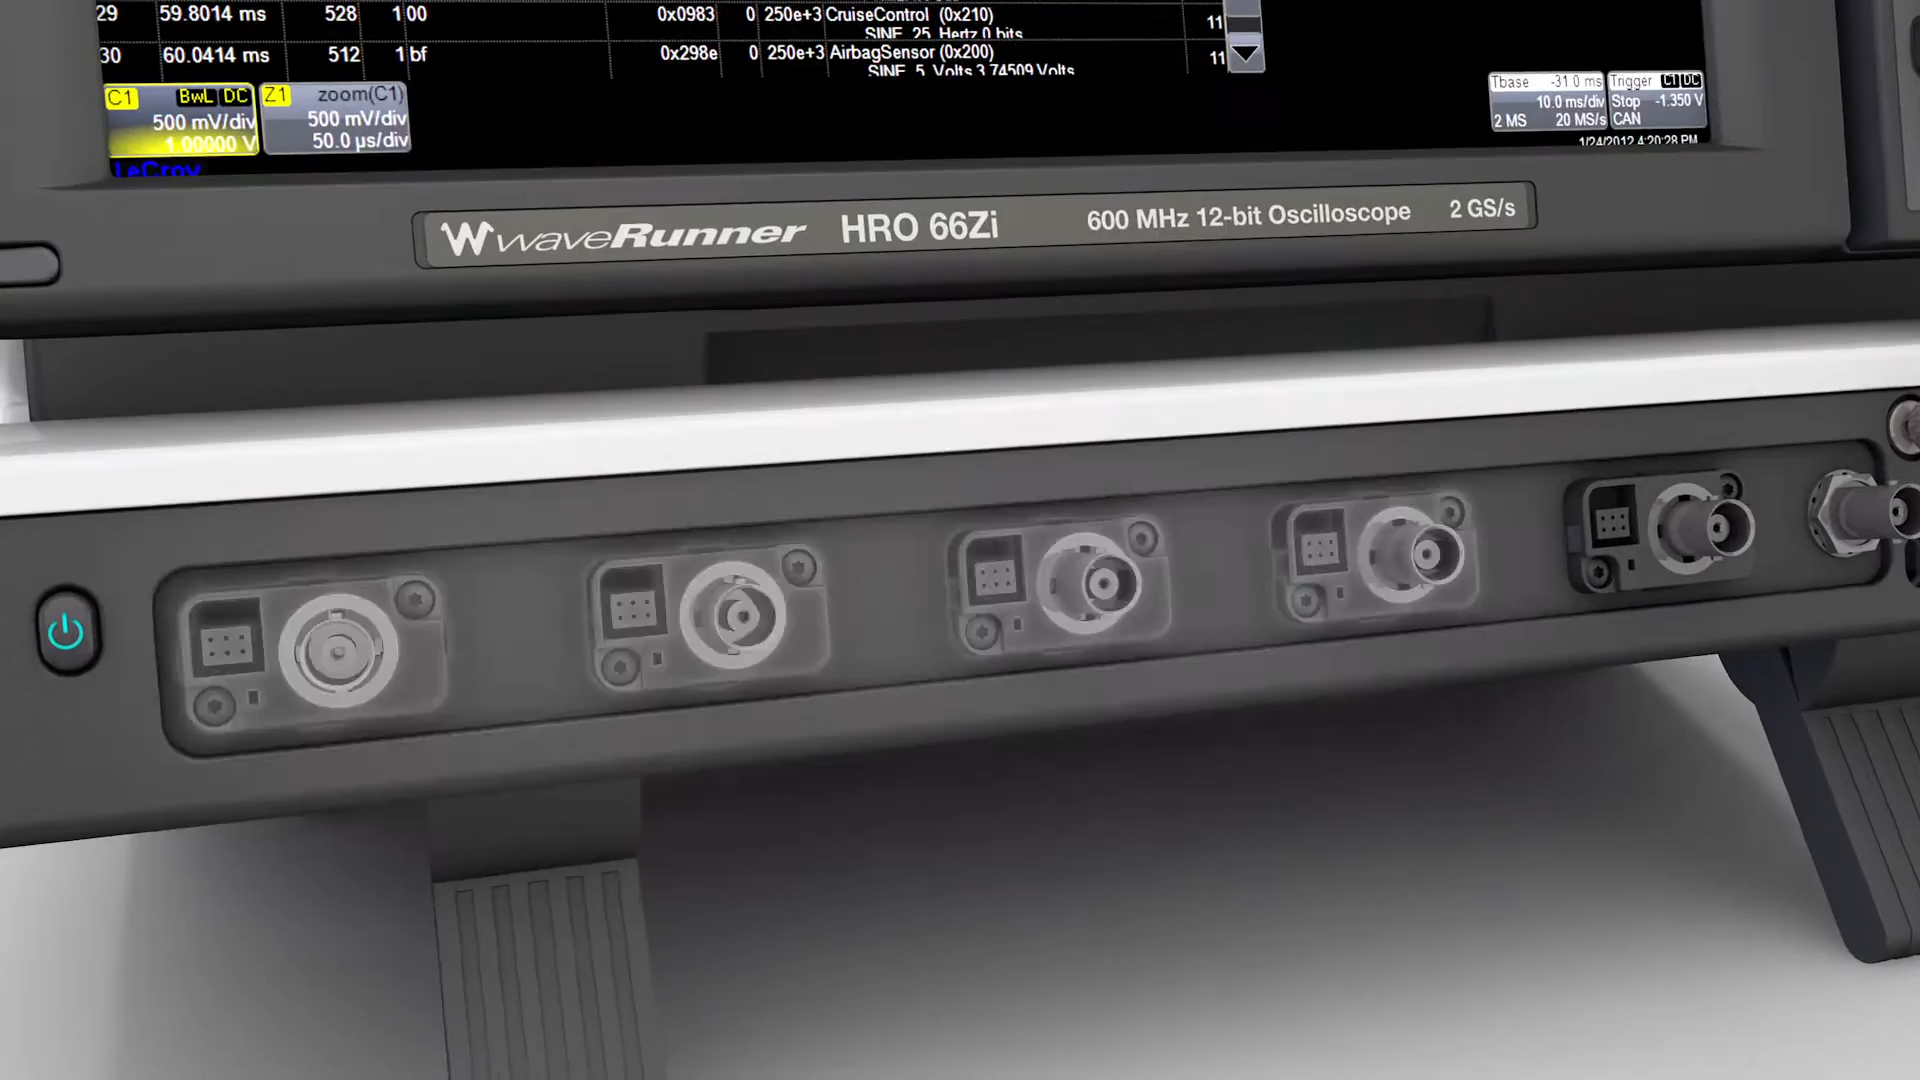 29 59.8014 ms 528 1 00 0x0983 0 250e+3 CruiseControl (0x210) 11
SINE 25 Hertz 0 bits
30 60.0414 ms 512 1 bf 0x298e 0 250e+3 AirbagSensor (0x200) 11
SINE 5 Volts 3.74509 Volts
C1 BwL DC
500 mV/div
1.00000 V
Z1 zoom(C1)
500 mV/div
50.0 µs/div
Tbase -31.0 ms
10.0 ms/div
2 MS 20 MS/s
Trigger C1 DC
Stop -1.350 V
CAN
LeCroy
1/24/2012 4:20:28 PM
waveRunner HRO 66Zi 600 MHz 12-bit Oscilloscope 2 GS/s